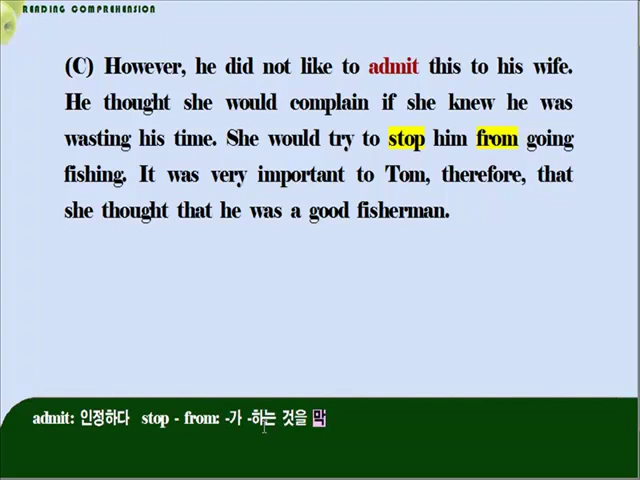 READING COMPREHENSION
(C) However, he did not like to admit this to his wife.
He thought she would complain if she knew he was
wasting his time. She would try to stop him from going
fishing. It was very important to Tom, therefore, that
she thought that he was a good fisherman.
admit: 인정하다 stop - from: -가 -하는 것을 막